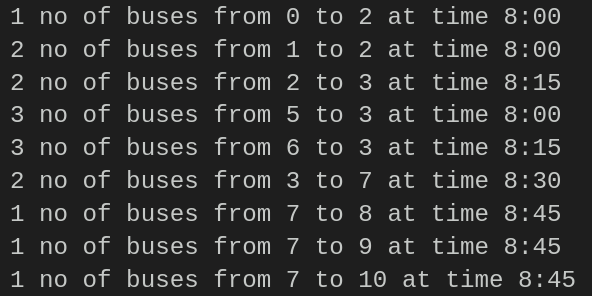 1 no of buses from 0 to 2 at time 8:00
2 no of buses from 1 to 2 at time 8:00
2 no of buses from 2 to 3 at time 8:15
3 no of buses from 5 to 3 at time 8:00
3 no of buses from 6 to 3 at time 8:15
2 no of buses from 3 to 7 at time 8:30
1 no of buses from 7 to 8 at time 8:45
1 no of buses from 7 to 9 at time 8:45
1 no of buses from 7 to 10 at time 8:45